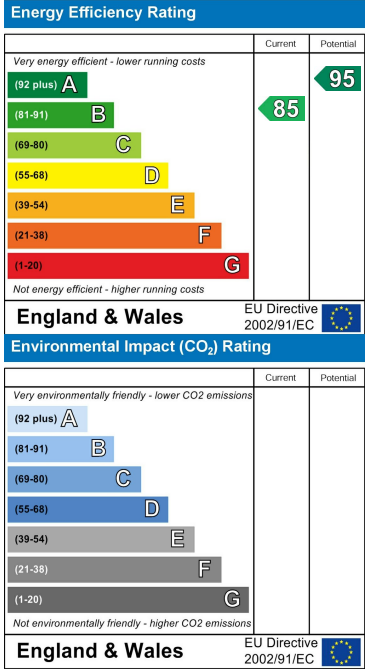 Energy Efficiency Rating
Current Potential
Very energy efficient - lower running costs
(92 plus) A
95
(81-91) B
85
(69-80) C
(55-68) D
(39-54) E
(21-38) F
(1-20) G
Not energy efficient - higher running costs
England & Wales
EU Directive
2002/91/EC
Environmental Impact (CO₂) Rating
Current Potential
Very environmentally friendly - lower CO2 emissions
(92 plus) A
(81-91) B
(69-80) C
(55-68) D
(39-54) E
(21-38) F
(1-20) G
Not environmentally friendly - higher CO2 emissions
England & Wales
EU Directive
2002/91/EC